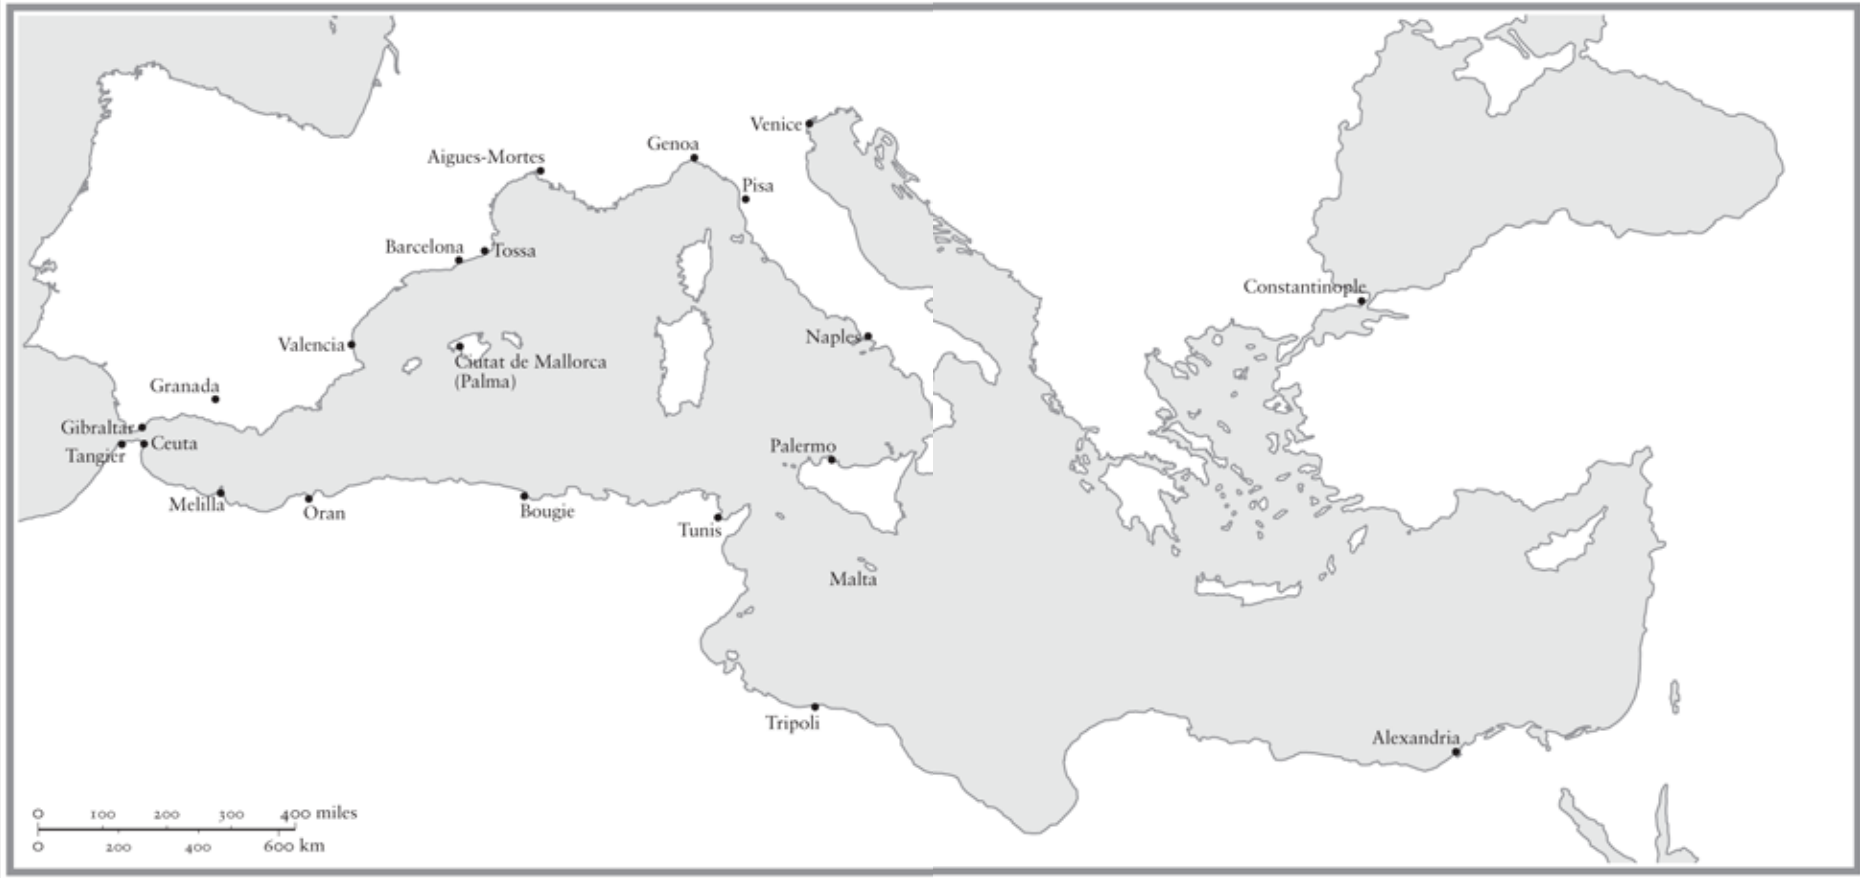 Venice
Genoa
Aigues-Mortes
Pisa
Barcelona
Tossa
Constantinople
Valencia
Naples
Ciutat de Mallorca
(Palma)
Granada
Gibraltar
Ceuta
Tangier
Palermo
Melilla
Oran
Bougie
Tunis
Malta
Tripoli
Alexandria
0 100 200 300 400 miles
0 200 400 600 km